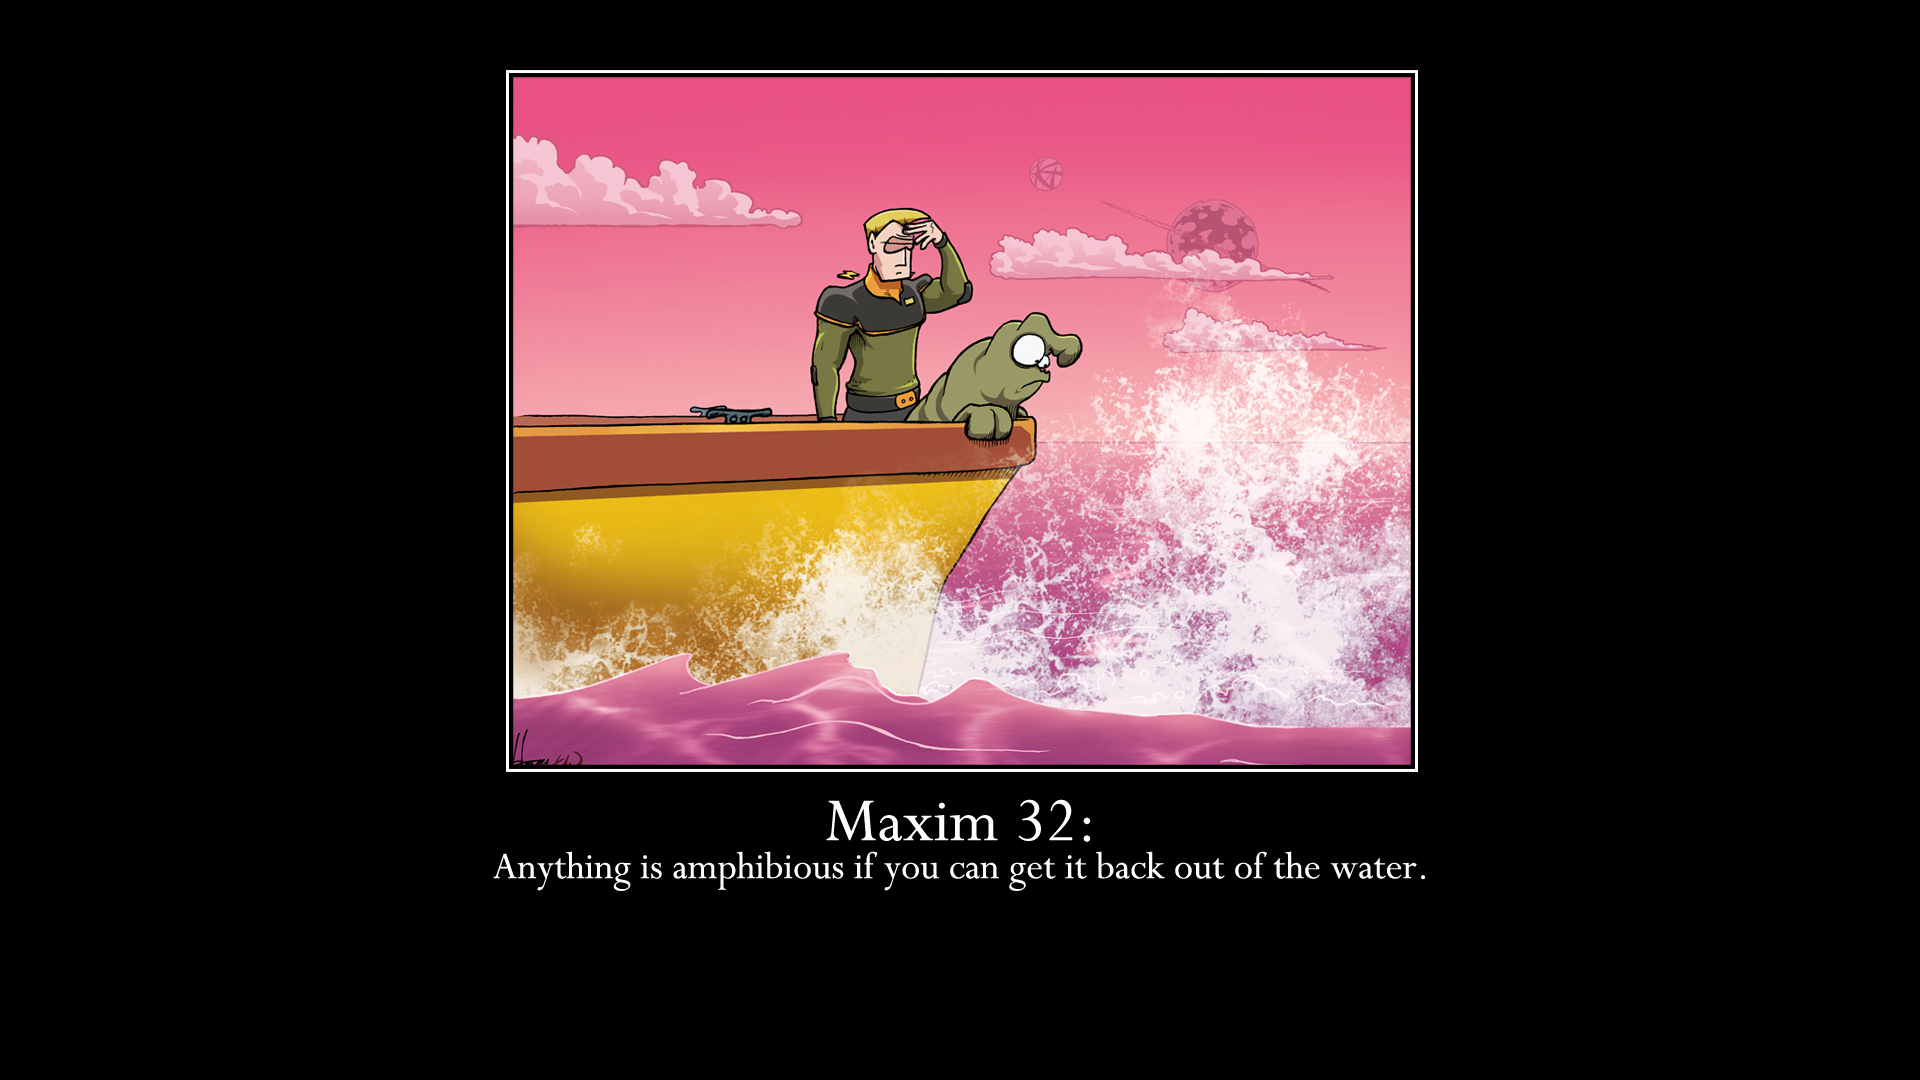 Maxim 32:
Anything is amphibious if you can get it back out of the water.